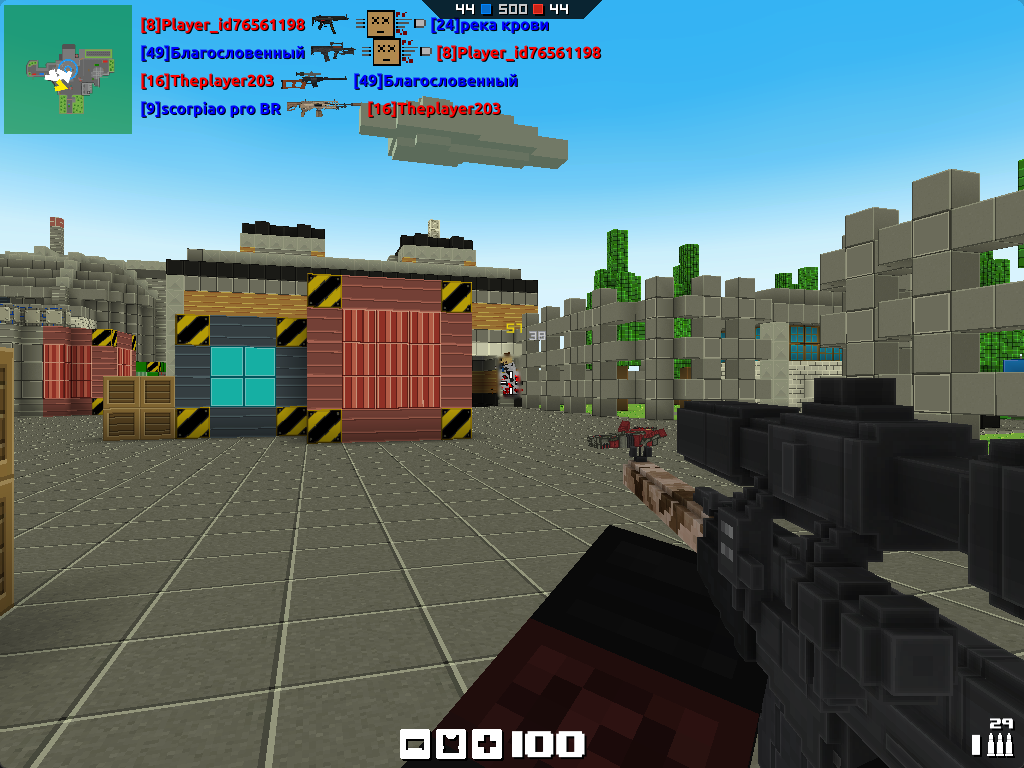 44 500 44
[8]Player_id76561198 [24]река крови
[49]Благословенный [8]Player_id76561198
[16]Theplayer203 [49]Благословенный
[9]scorpiao pro BR [16]Theplayer203
57
38
100
29